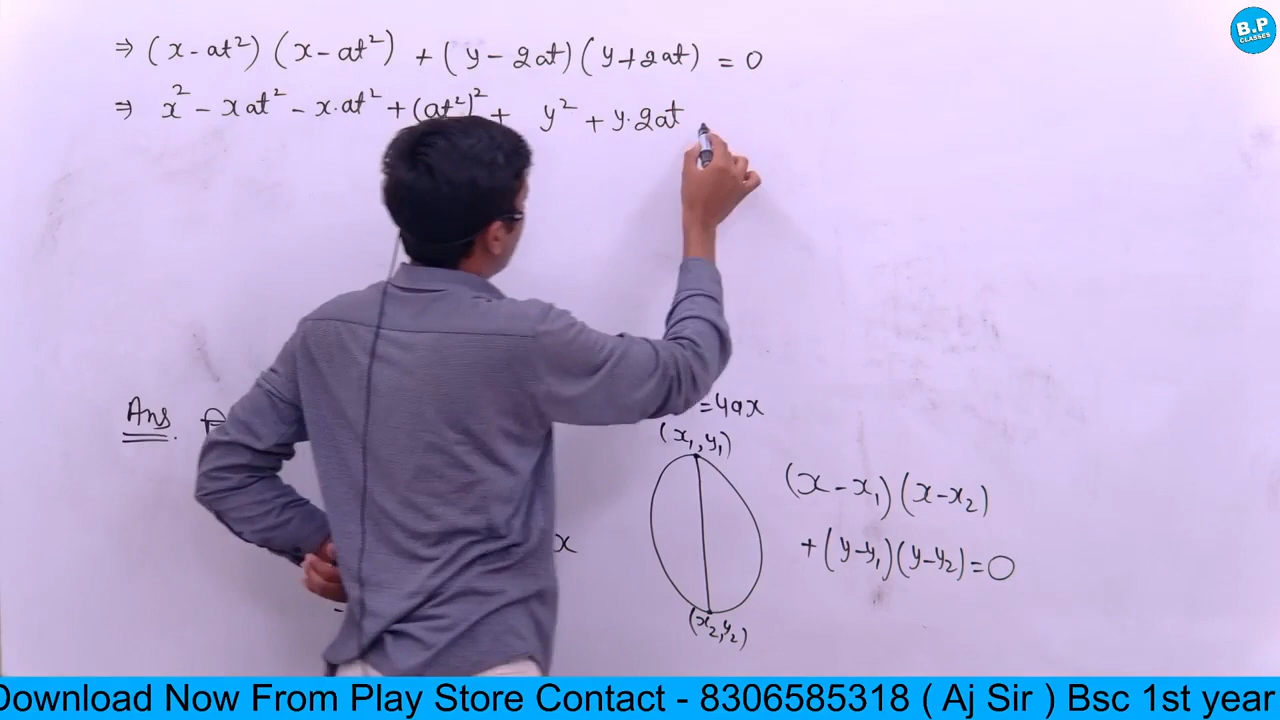 ⇒ (x - at²) (x - at²) + (y - 2at) (y + 2at) = 0
⇒ x² - xat² - x·at² + (at²)² + y² + y·2at
Ans.
= 4ax
(x₁, y₁)
(x - x₁) (x - x₂)
+ (y - y₁) (y - y₂) = 0
x
(x₂, y₂)
B.P
CLASSES
Download Now From Play Store Contact - 8306585318 ( Aj Sir ) Bsc 1st year